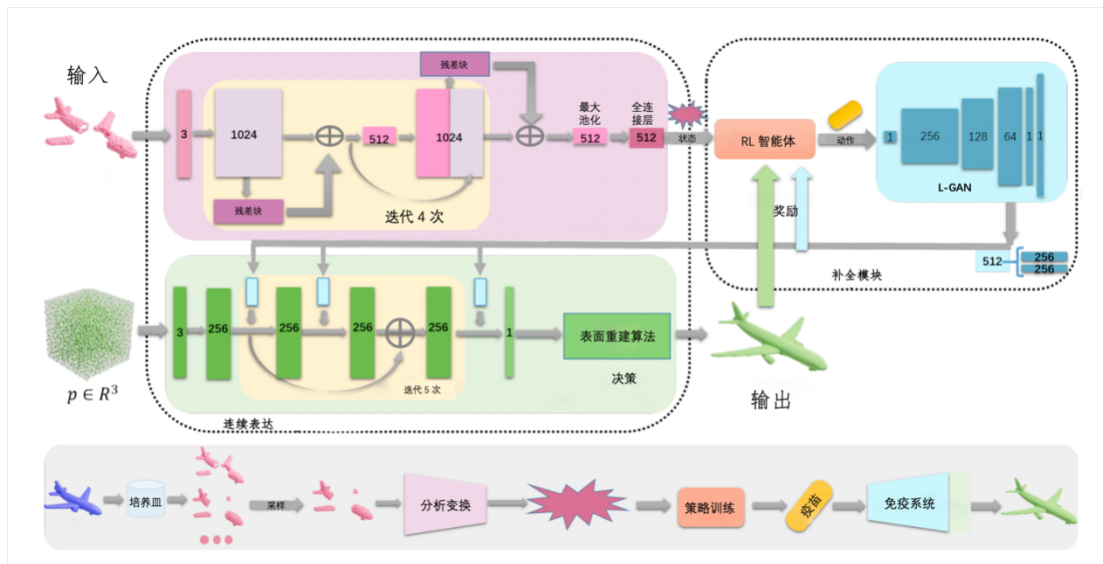 输入
3
1024
残差块
512
残差块
1024
迭代 4 次
最大
池化
512
全连
接层
512
状态
RL 智能体
动作
1
256
128
64
1
1
L-GAN
奖励
512
256
256
补全模块
p ∈ R³
3
256
256
256
256
迭代 5 次
1
表面重建算法
决策
连续表达
输出
培养皿
采样
分析变换
策略训练
疫苗
免疫系统